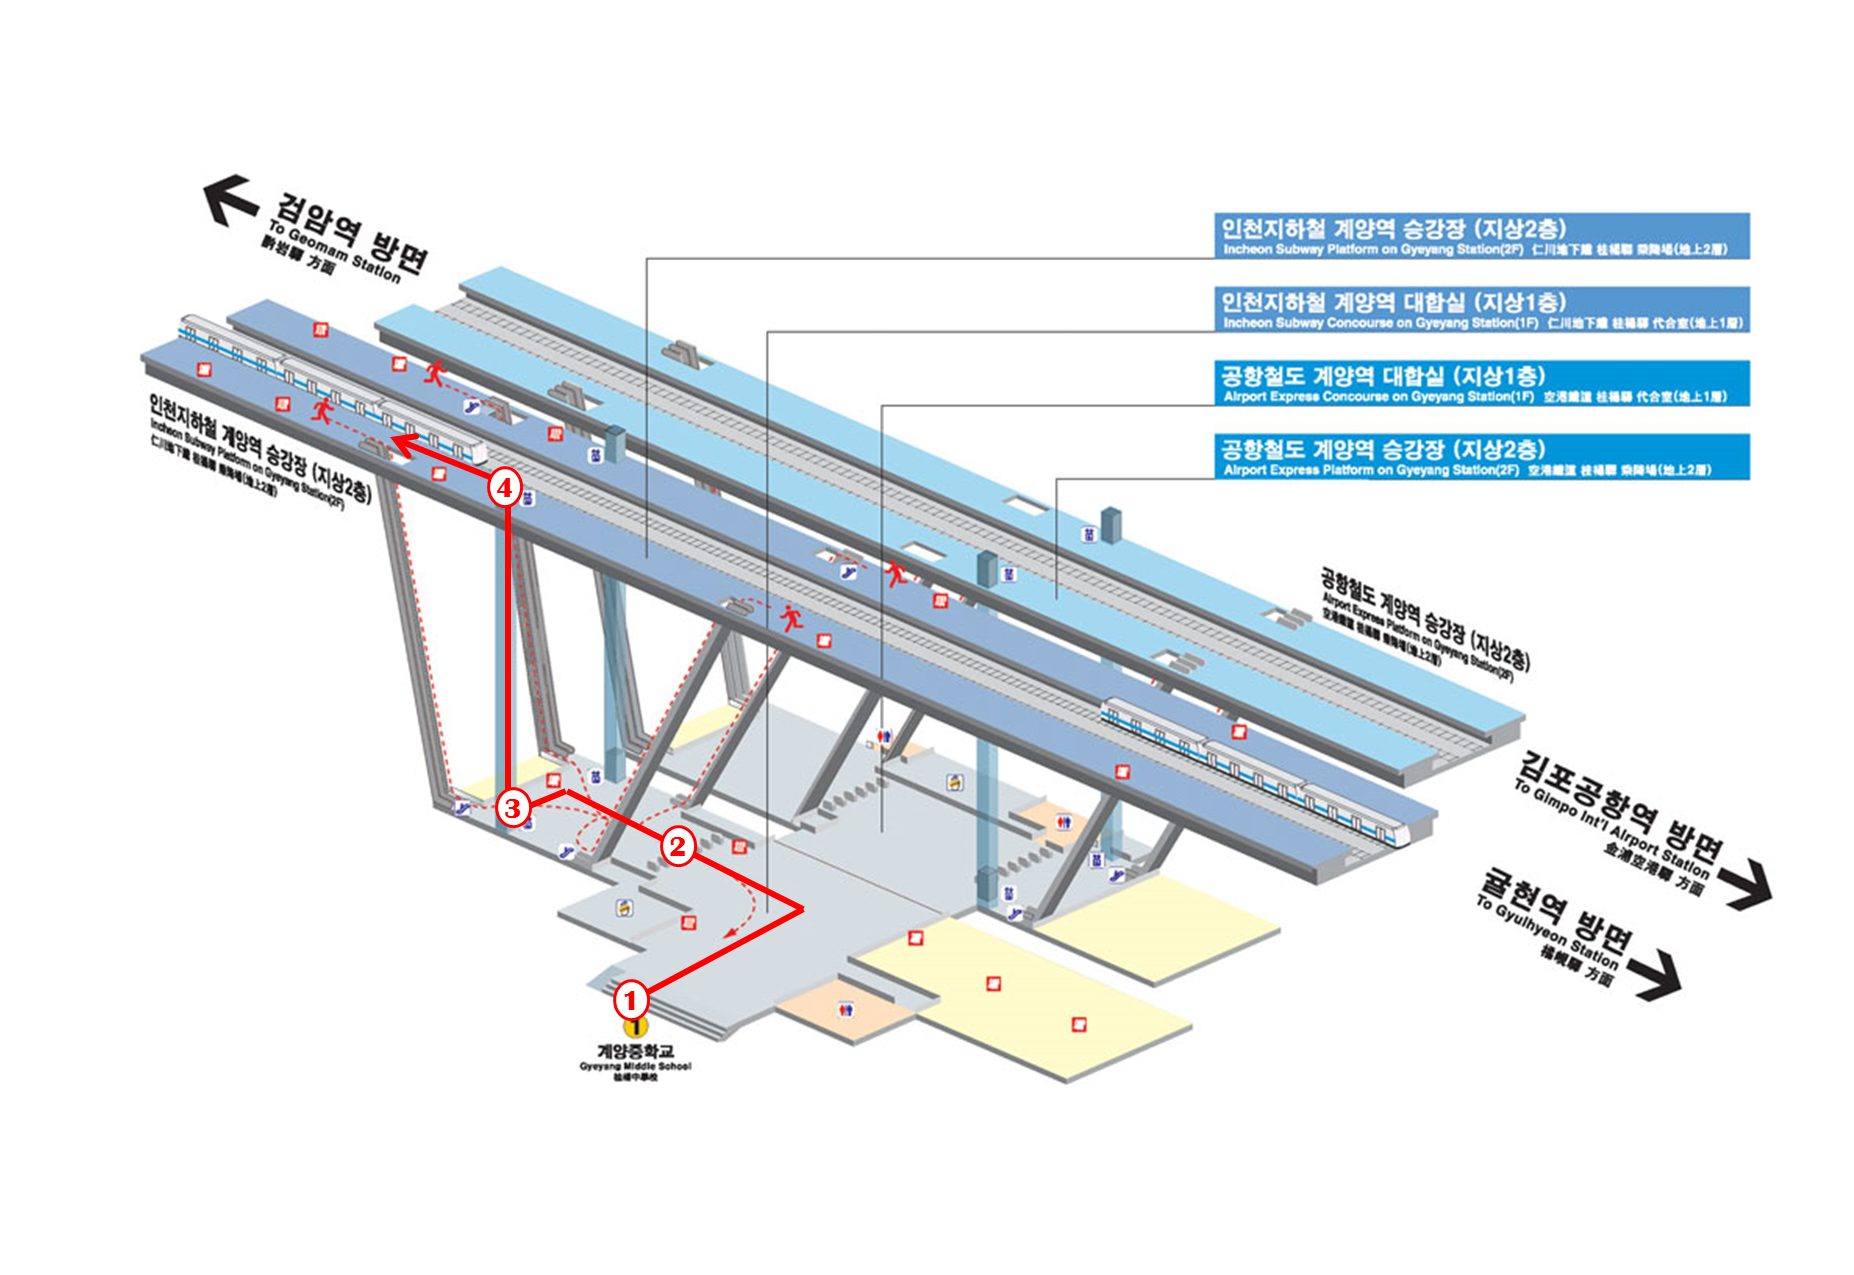 검암역 방면
To Geomam Station
黔岩驛 方面
인천지하철 계양역 승강장 (지상2층)
Incheon Subway Platform on Gyeyang Station(2F) 仁川地下鐵 桂陽驛 乘降場(地上2層)
인천지하철 계양역 대합실 (지상1층)
Incheon Subway Concourse on Gyeyang Station(1F) 仁川地下鐵 桂陽驛 代合室(地上1層)
공항철도 계양역 대합실 (지상1층)
Airport Express Concourse on Gyeyang Station(1F) 空港鐵道 桂陽驛 代合室(地上1層)
공항철도 계양역 승강장 (지상2층)
Airport Express Platform on Gyeyang Station(2F) 空港鐵道 桂陽驛 乘降場(地上2層)
인천지하철 계양역 승강장 (지상2층)
Incheon Subway Platform on Gyeyang Station(2F)
仁川地下鐵 桂陽驛 乘降場(地上2層)
4
공항철도 계양역 승강장 (지상2층)
Airport Express Platform on Gyeyang Station(2F)
空港鐵道 桂陽驛 乘降場(地上2層)
3
2
김포공항역 방면
To Gimpo Int'l Airport Station
金浦空港驛 方面
귤현역 방면
To Gyulhyeon Station
橘峴驛 方面
1
1
계양중학교
Gyeyang Middle School
桂陽中學校